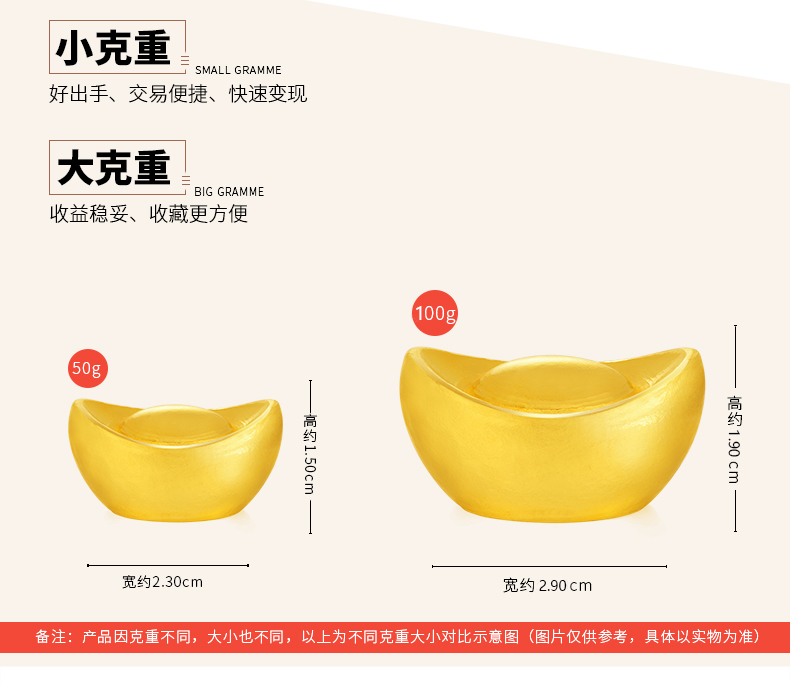 小克重
SMALL GRAMME
好出手、交易便捷、快速变现
大克重
BIG GRAMME
收益稳妥、收藏更方便
50g
高约1.50cm
宽约2.30cm
100g
高约1.90cm
宽约2.90cm
备注：产品因克重不同，大小也不同，以上为不同克重大小对比示意图（图片仅供参考，具体以实物为准）